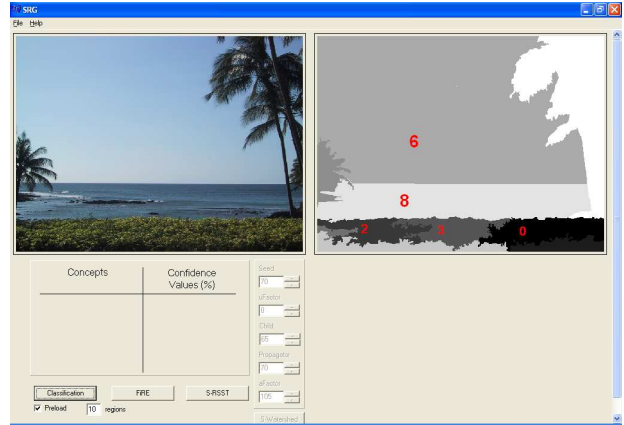 SRG
File Help
6
8
2 3 0
Concepts Confidence Values (%)
Seed
70
uFactor
0
Child
65
Propagator
70
aFactor
105
Classification FiRE S-RSST
S-Watershed
Preload 10 regions